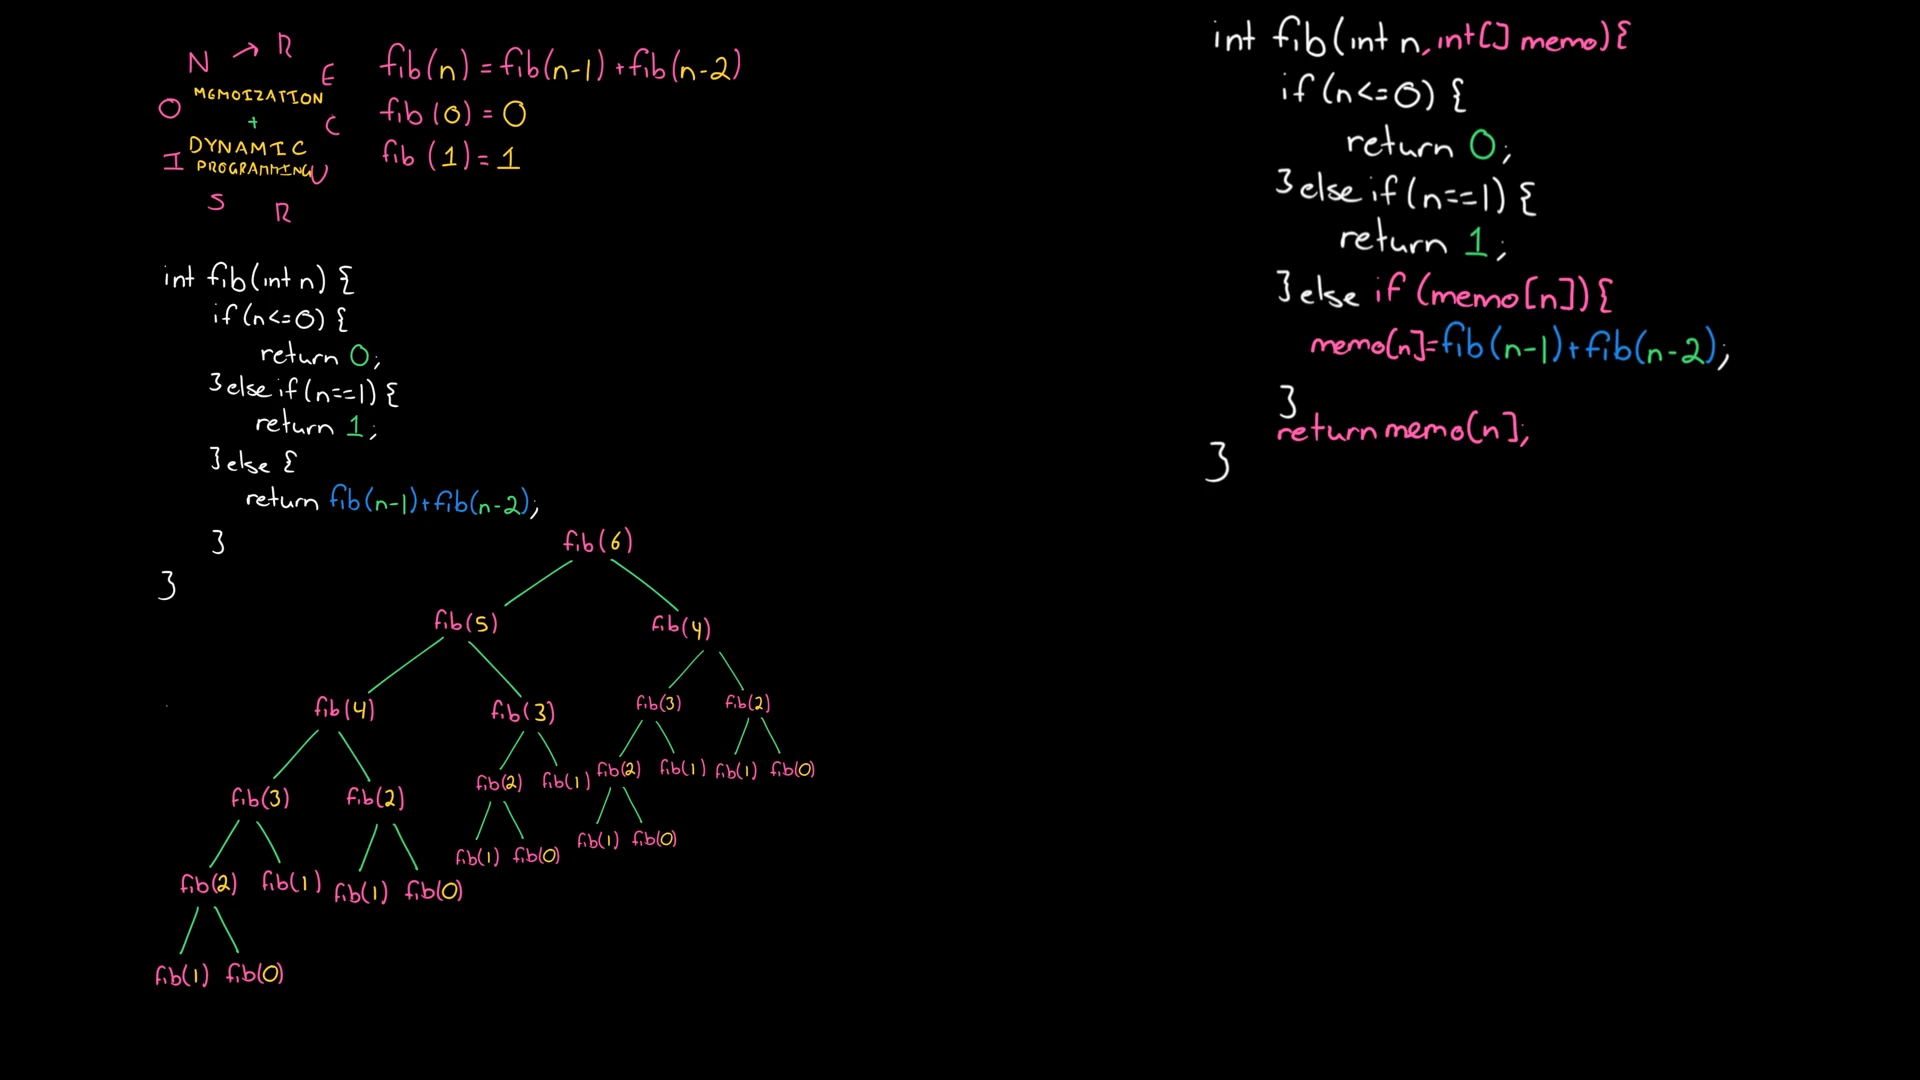 RECURSION
MEMOIZATION
+
DYNAMIC
PROGRAMMING
fib(n) = fib(n-1) + fib(n-2)
fib(0) = 0
fib(1) = 1
int fib(int n) {
if(n<=0) {
return 0;
}else if(n==1) {
return 1;
}else {
return fib(n-1)+fib(n-2);
}
}
fib(6)
fib(5) fib(4)
fib(4) fib(3) fib(3) fib(2)
fib(3) fib(2) fib(2) fib(1) fib(2) fib(1) fib(1) fib(0)
fib(2) fib(1) fib(1) fib(0) fib(1) fib(0) fib(1) fib(0)
fib(1) fib(0)
int fib(int n, int[] memo){
if(n<=0) {
return 0;
}else if(n==1) {
return 1;
}else if (memo[n]){
memo[n]=fib(n-1)+fib(n-2);
}
return memo[n];
}